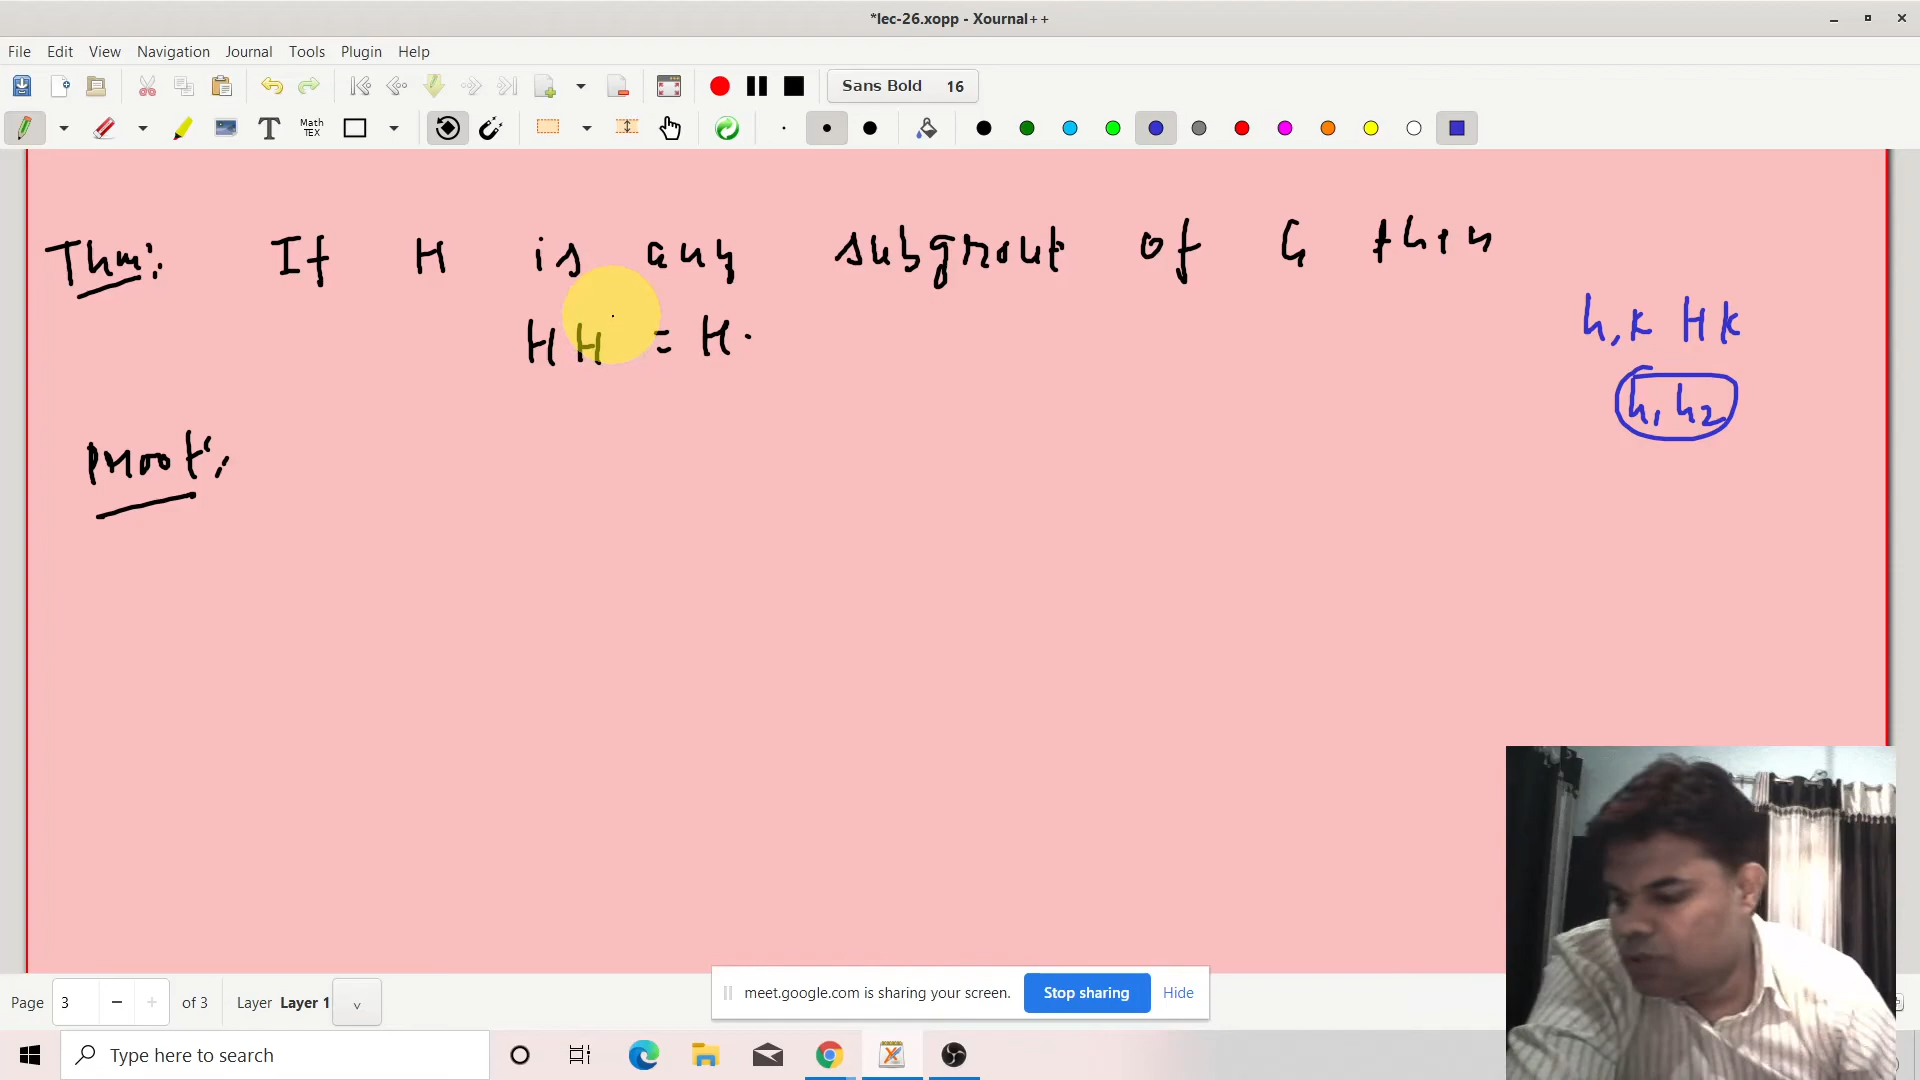 *lec-26.xopp - Xournal++
File Edit View Navigation Journal Tools Plugin Help
Sans Bold 16
Math
TEX
Thm: If H is any subgroup of G then
HH = H.
h, k H K
h1 h2
Proof:
Page 3 of 3 Layer Layer 1
meet.google.com is sharing your screen. Stop sharing Hide
Type here to search